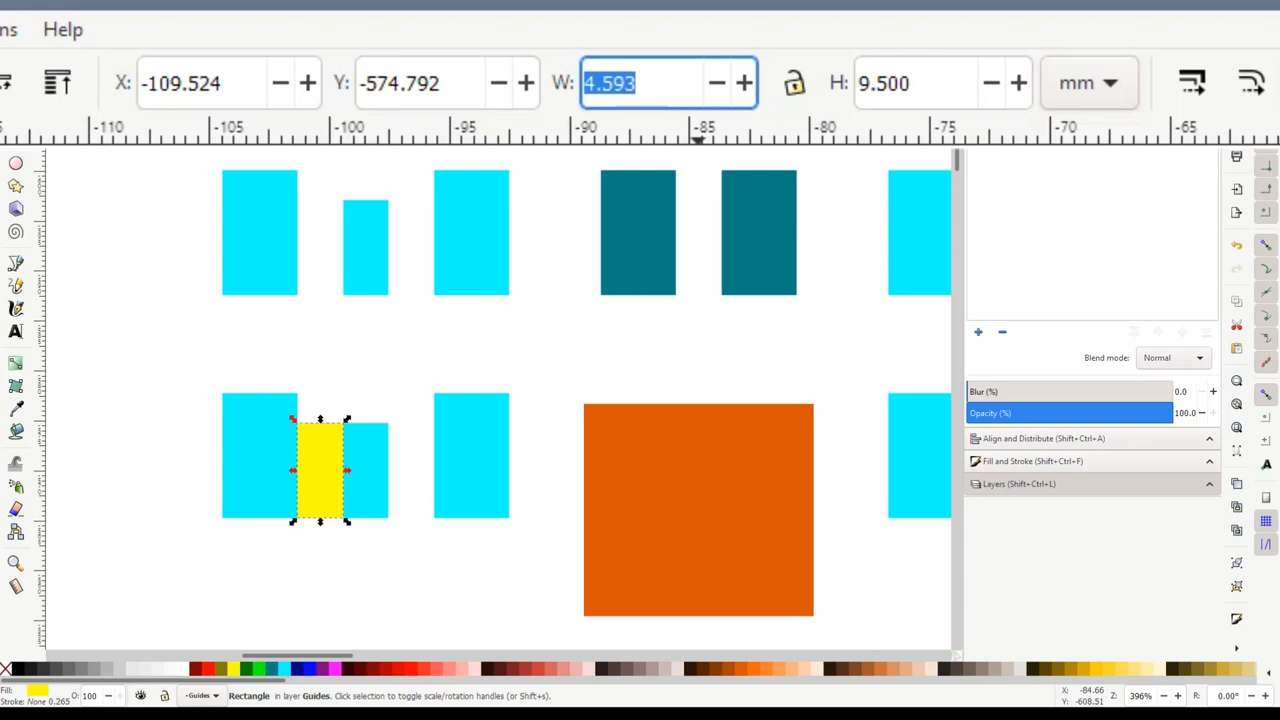 ns Help
X: -109.524 Y: -574.792 W: 4.593 H: 9.500 mm
-110 -105 -100 -95 -90 -85 -80 -75 -70 -65
Blend mode: Normal
Blur (%) 0.0
Opacity (%) 100.0
Align and Distribute (Shift+Ctrl+A)
Fill and Stroke (Shift+Ctrl+F)
Layers (Shift+Ctrl+L)
Fill: O: 100 Guides Rectangle in layer Guides. Click selection to toggle scale/rotation handles (or Shift+s). X: -84.66 Z: 396% R: 0.00°
Stroke: None 0.265 Y: -608.51